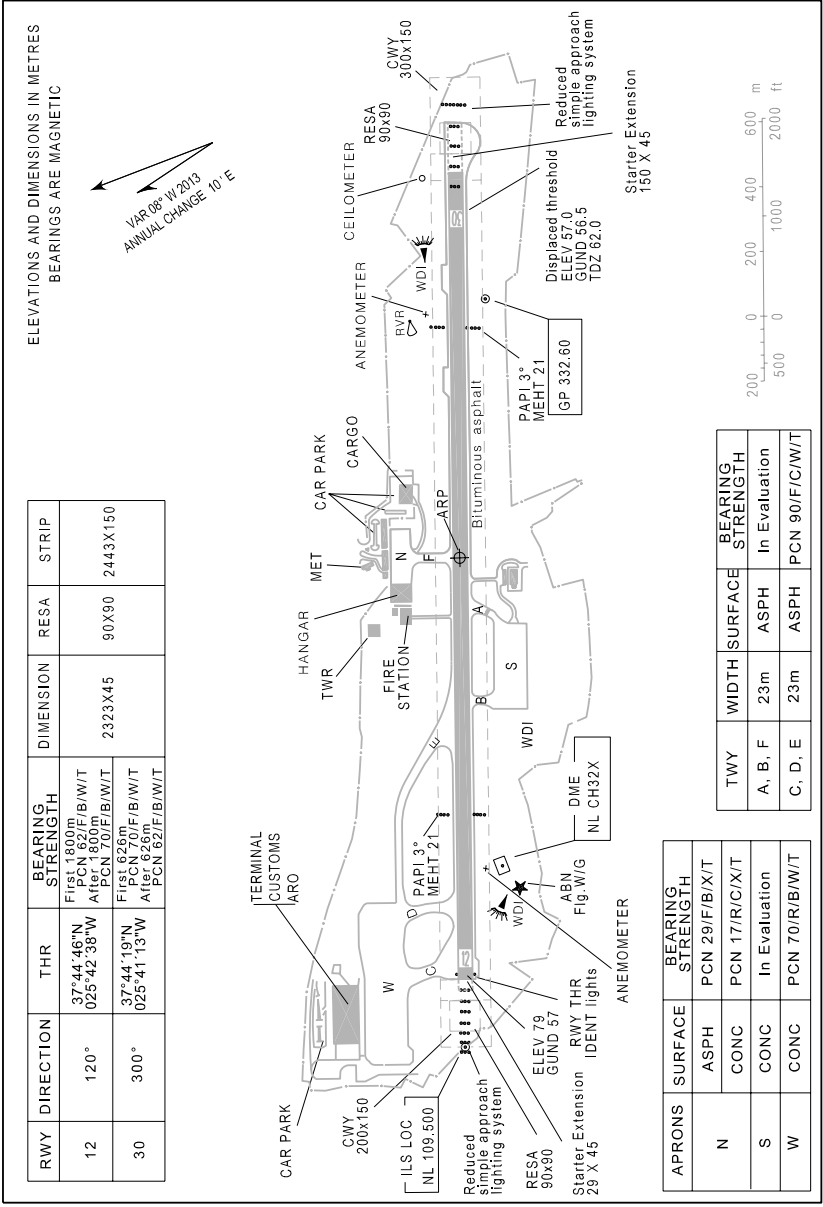 ELEVATIONS AND DIMENSIONS IN METRES
BEARINGS ARE MAGNETIC
VAR 08° W 2013
ANNUAL CHANGE 10 ' E
RWY DIRECTION THR BEARING STRENGTH DIMENSION RESA STRIP
12 120° 37°44'46"N 025°42'38"W First 1800m PCN 62/F/B/W/T After 1800m PCN 70/F/B/W/T 2323X45 90X90 2443X150
30 300° 37°44'19"N 025°41'13"W First 626m PCN 70/F/B/W/T After 626m PCN 62/F/B/W/T
CAR PARK
TERMINAL
CUSTOMS
ARO
TWR
HANGAR
FIRE
STATION
MET
CAR PARK
CARGO
ANEMOMETER
RVR
CEILOMETER
WDI
RESA
90x90
CWY
300x150
CWY
200x150
ILS LOC
NL 109.500
Reduced
simple approach
lighting system
RESA
90x90
Starter Extension
29 X 45
ELEV 79
GUND 57
RWY THR
IDENT lights
ANEMOMETER
W
C
D
E
12
PAPI 3°
MEHT 21
WDI
ABN
Flg. W/G
DME
NL CH32X
WDI
B
S
A
N
F
ARP
Bituminous asphalt
PAPI 3°
MEHT 21
GP 332.60
30
Displaced threshold
ELEV 57.0
GUND 56.5
TDZ 62.0
Starter Extension
150 X 45
Reduced
simple approach
lighting system
APRONS SURFACE BEARING STRENGTH
N ASPH PCN 29/F/B/X/T
CONC PCN 17/R/C/X/T
S CONC In Evaluation
W CONC PCN 70/R/B/W/T
TWY WIDTH SURFACE BEARING STRENGTH
A, B, F 23m ASPH In Evaluation
C, D, E 23m ASPH PCN 90/F/C/W/T
200 0 200 400 600 m
500 0 1000 2000 ft